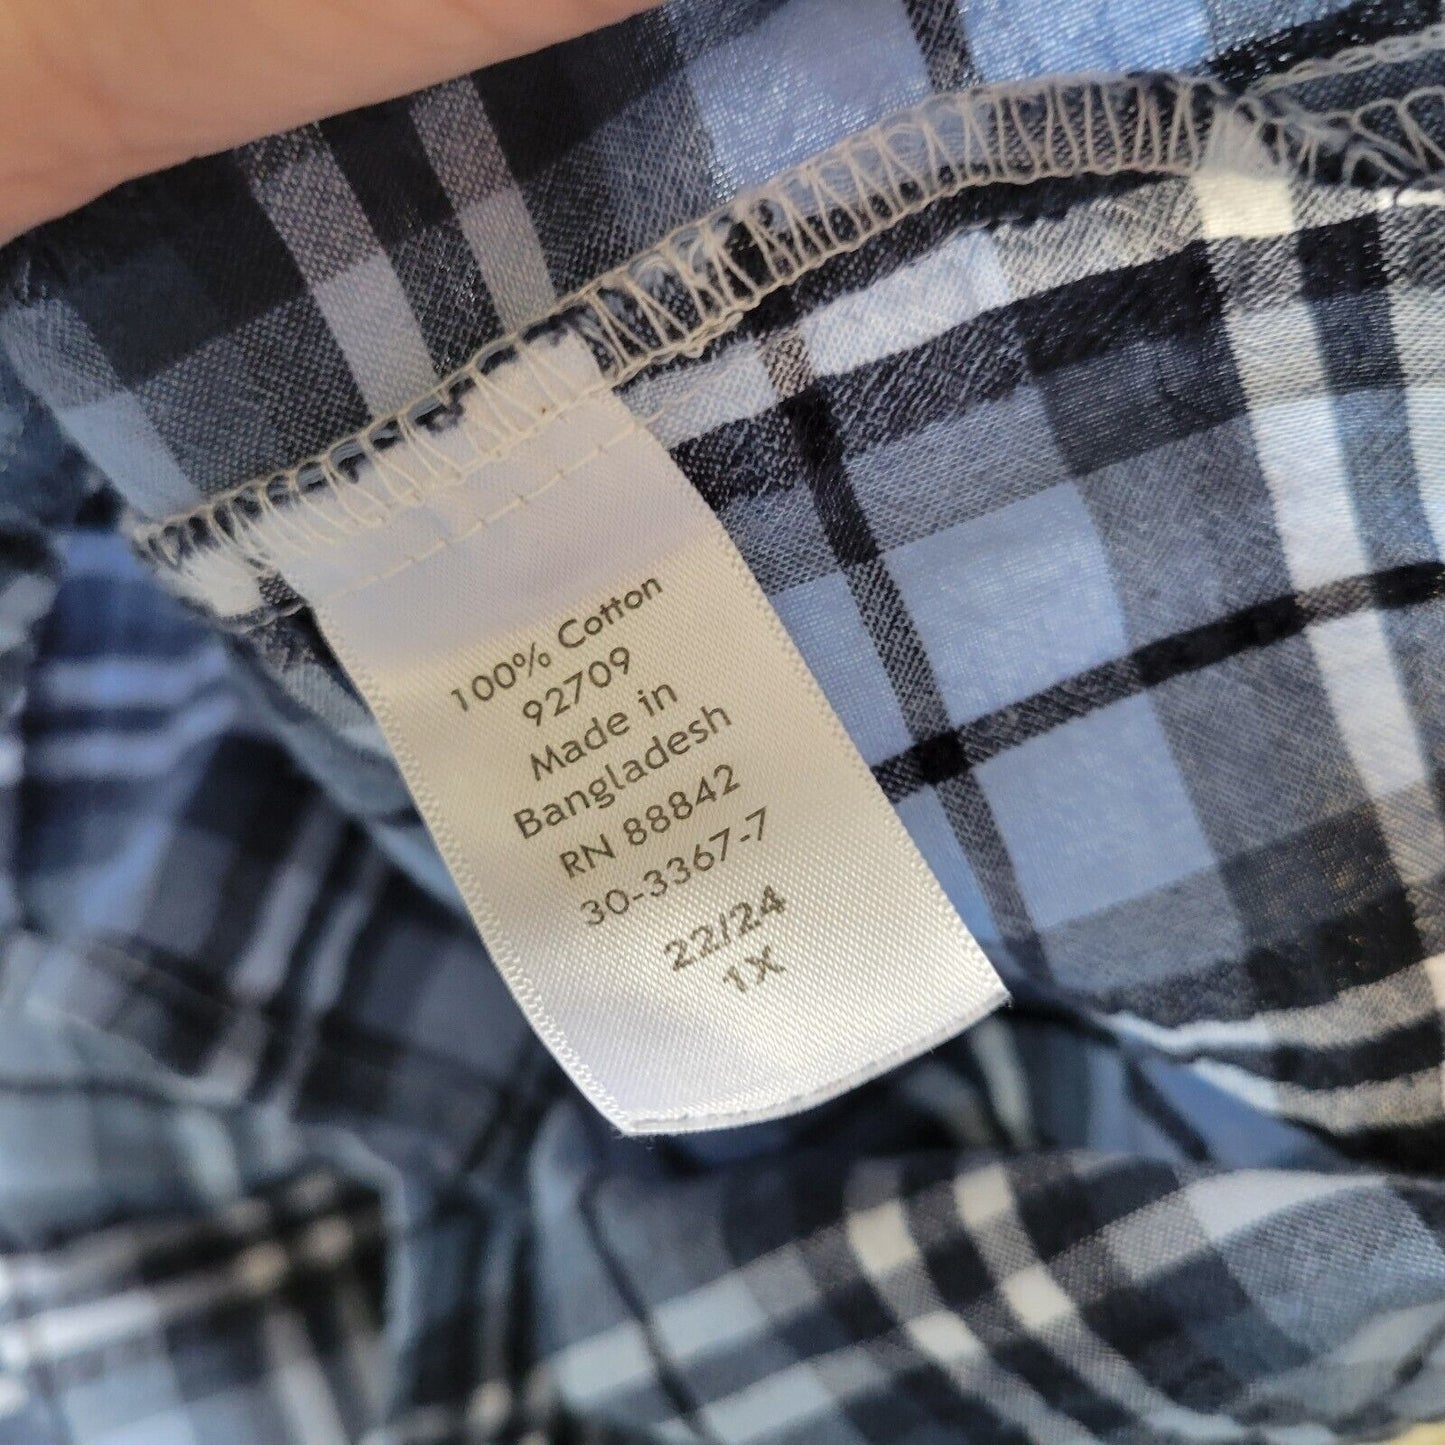 100% Cotton
92709
Made in
Bangladesh
RN 88842
30-3367-7
22/24
1X